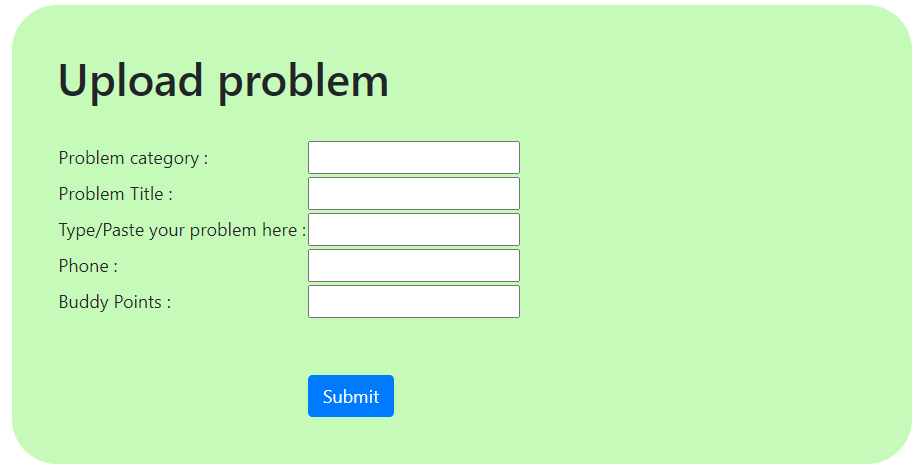 Upload problem
Problem category :
Problem Title :
Type/Paste your problem here :
Phone :
Buddy Points :
Submit